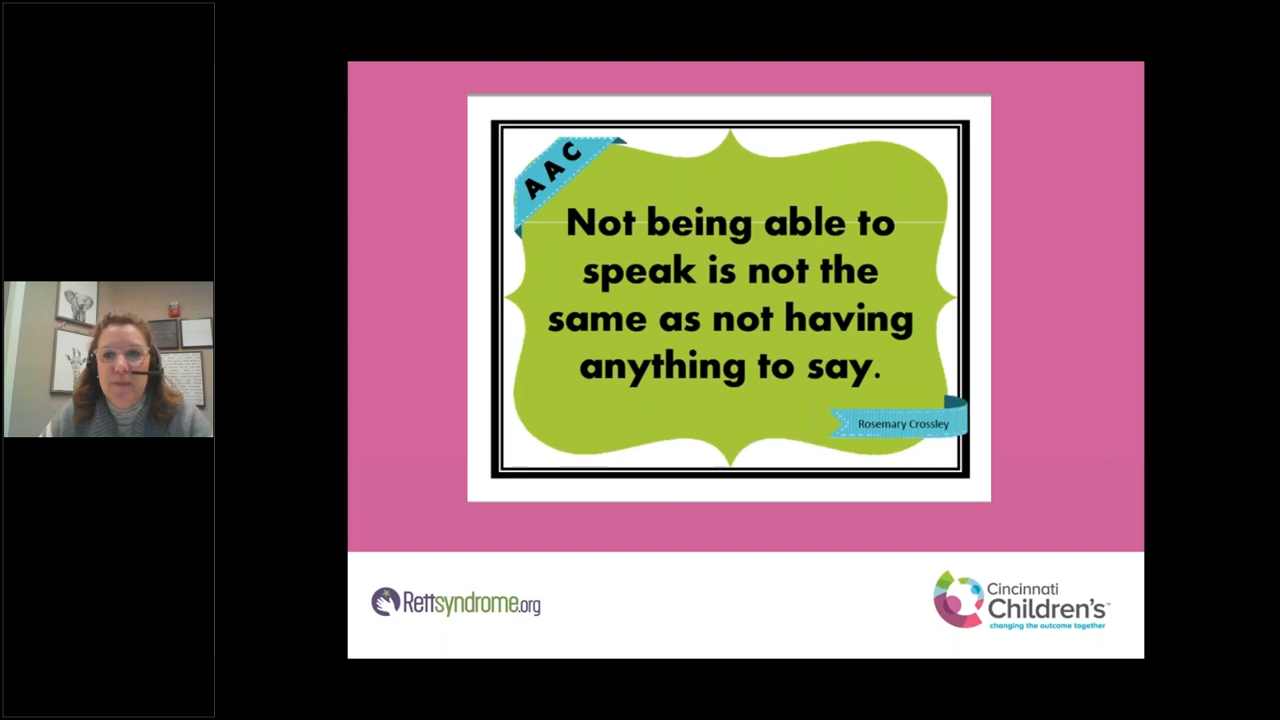 AAC
Not being able to
speak is not the
same as not having
anything to say.
Rosemary Crossley
Rettsyndrome.org
Cincinnati
Children's™
changing the outcome together